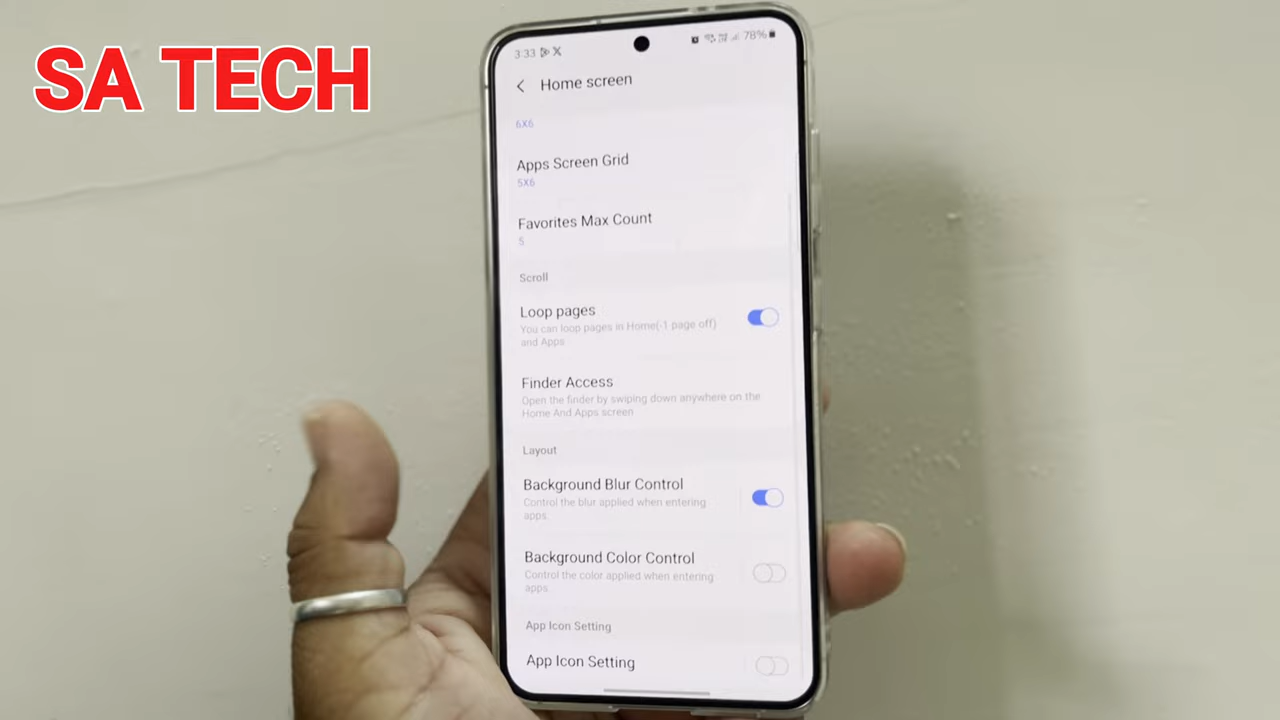 SA TECH
3:33
78%
Home screen
6X6
Apps Screen Grid
5X6
Favorites Max Count
5
Scroll
Loop pages
You can loop pages in Home(-1 page off)
and Apps
Finder Access
Open the finder by swiping down anywhere on the
Home And Apps screen
Layout
Background Blur Control
Control the blur applied when entering
apps.
Background Color Control
Control the color applied when entering
apps.
App Icon Setting
App Icon Setting